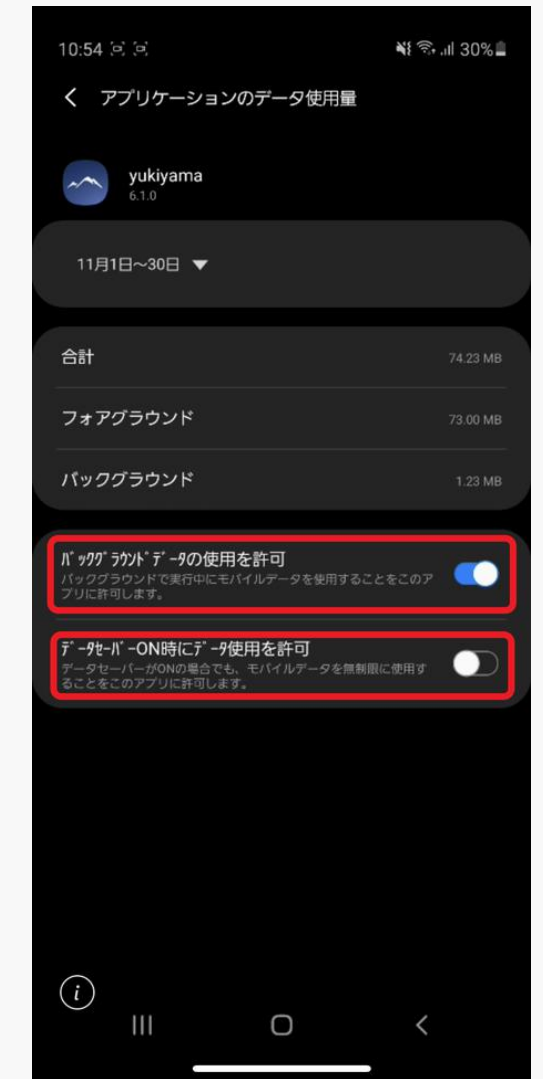 10:54
30%
アプリケーションのデータ使用量
yukiyama
6.1.0
11月1日〜30日 ▼
合計 74.23 MB
フォアグラウンド 73.00 MB
バックグラウンド 1.23 MB
ﾊﾞｯｸｸﾞﾗｳﾝﾄﾞﾃﾞｰﾀの使用を許可
バックグラウンドで実行中にモバイルデータを使用することをこのア
プリに許可します。
ﾃﾞｰﾀｾｰﾊﾞｰON時にﾃﾞｰﾀ使用を許可
データセーバーがONの場合でも、モバイルデータを無制限に使用す
ることをこのアプリに許可します。
i